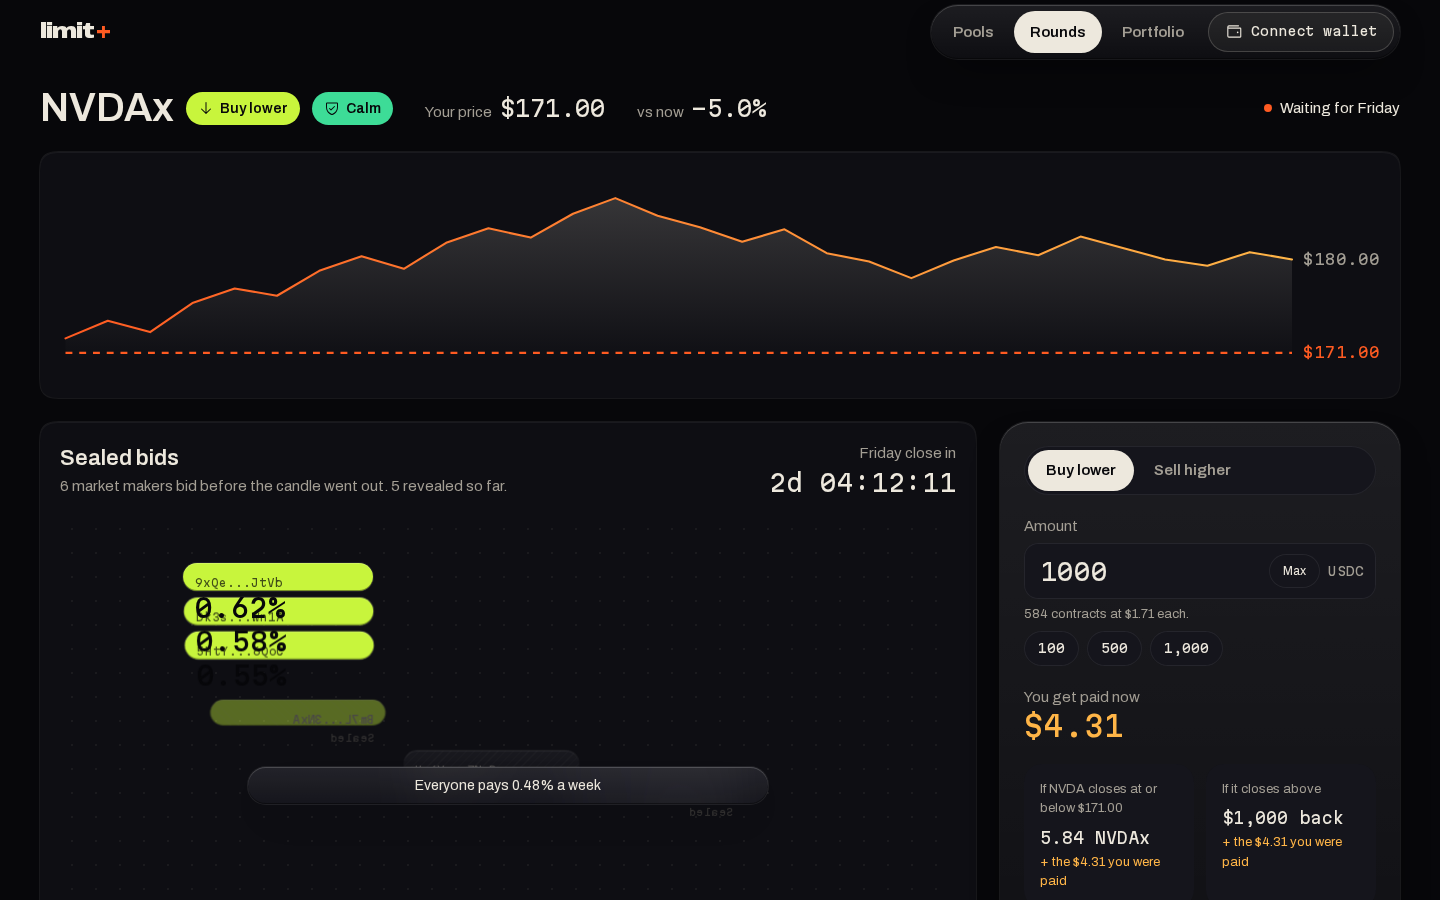 limit+
Pools
Rounds
Portfolio
Connect wallet
NVDAx
Buy lower
Calm
Your price $171.00
vs now −5.0%
Waiting for Friday
$180.00
$171.00
Sealed bids
6 market makers bid before the candle went out. 5 revealed so far.
Friday close in
2d 04:12:11
9xQe...JtVb
0.62%
0.58%
0.55%
Sealed
Everyone pays 0.48% a week
Sealed
Buy lower
Sell higher
Amount
1000
Max
USDC
584 contracts at $1.71 each.
100
500
1,000
You get paid now
$4.31
If NVDA closes at or
below $171.00
5.84 NVDAx
+ the $4.31 you were
paid
If it closes above
$1,000 back
+ the $4.31 you were
paid